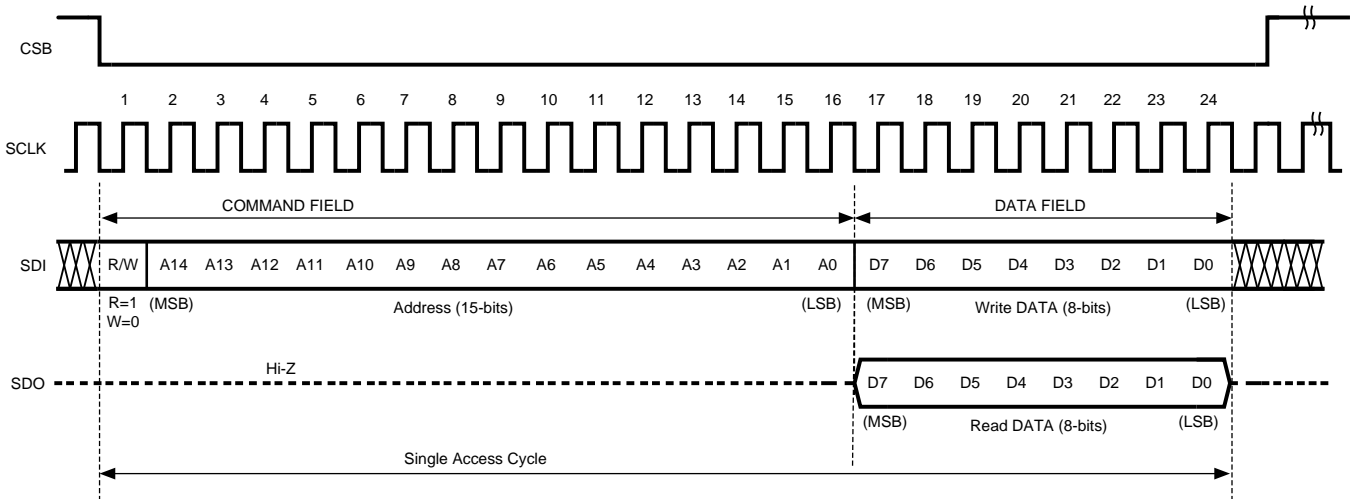 CSB
1 2 3 4 5 6 7 8 9 10 11 12 13 14 15 16 17 18 19 20 21 22 23 24
SCLK
COMMAND FIELD DATA FIELD
SDI R/W A14 A13 A12 A11 A10 A9 A8 A7 A6 A5 A4 A3 A2 A1 A0 D7 D6 D5 D4 D3 D2 D1 D0
R=1 (MSB) Address (15-bits) (LSB) (MSB) Write DATA (8-bits) (LSB)
W=0
Hi-Z
SDO D7 D6 D5 D4 D3 D2 D1 D0
(MSB) Read DATA (8-bits) (LSB)
Single Access Cycle